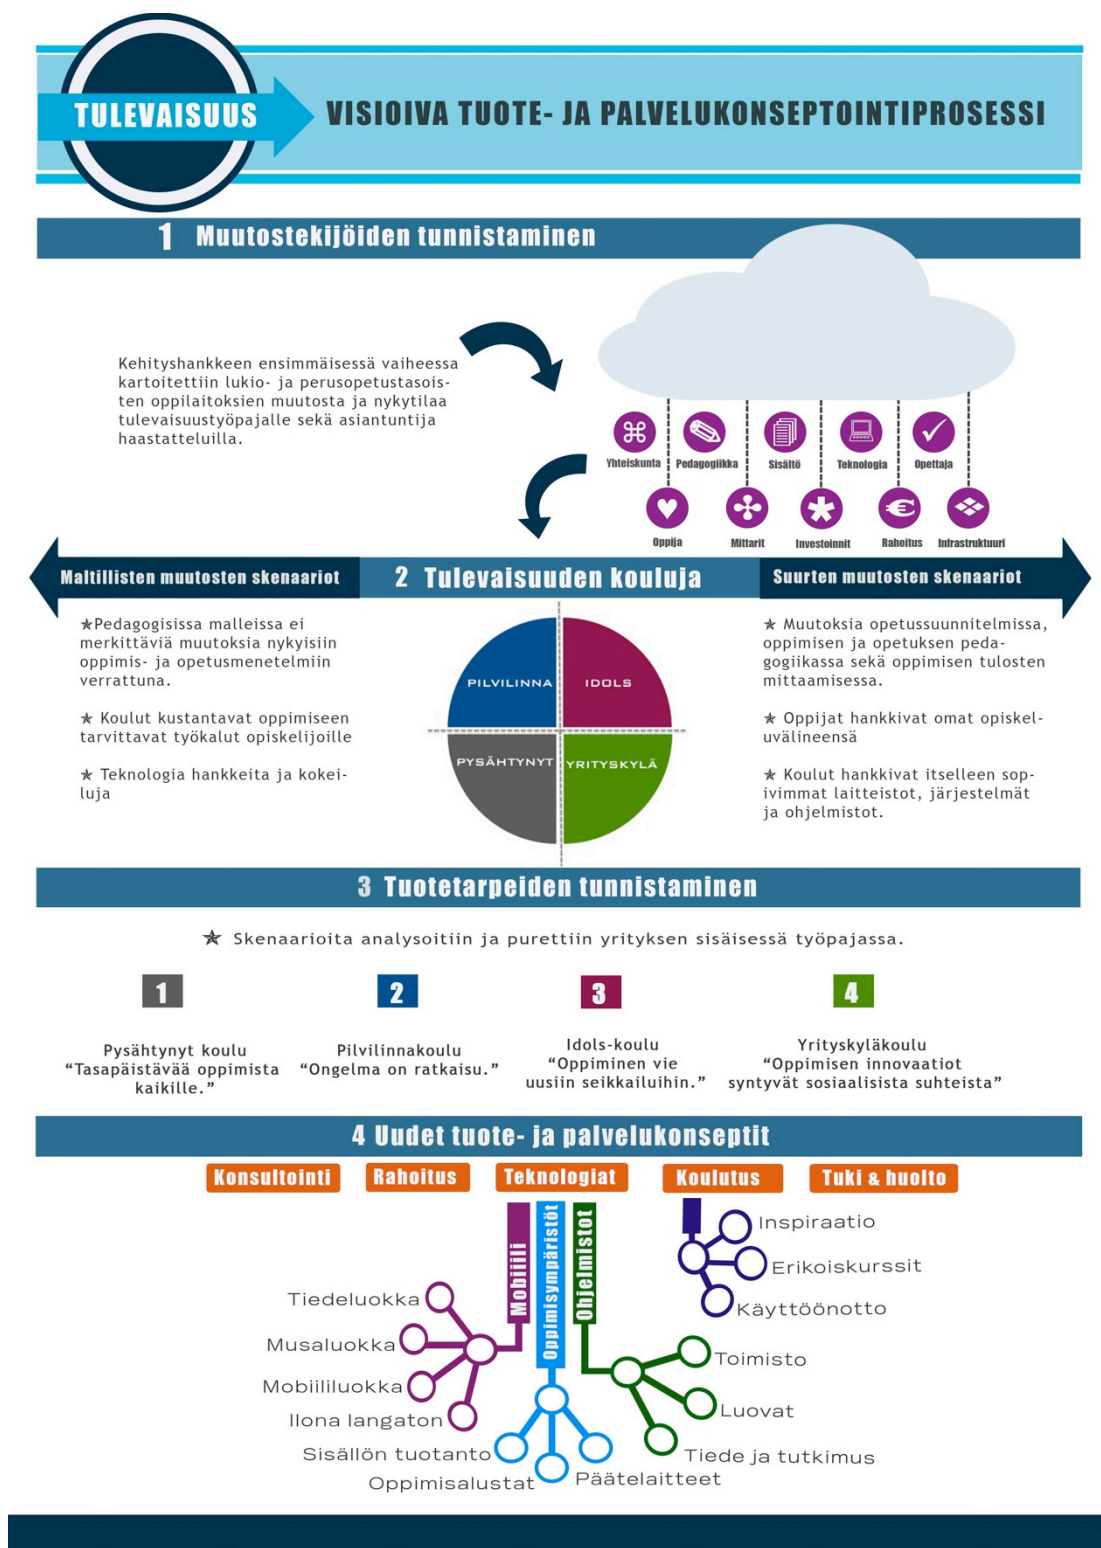 TULEVAISUUS
VISIOIVA TUOTE- JA PALVELUKONSEPTOINTIPROSESSI
1 Muutostekijöiden tunnistaminen
Kehityshankkeen ensimmäisessä vaiheessa
kartoitettiin lukio- ja perusopetustasois-
ten oppilaitoksien muutosta ja nykytilaa
tulevaisuustyöpajalle sekä asiantuntija
haastatteluilla.
Yhteiskunta
Pedagogiikka
Sisältö
Teknologia
Opettaja
Oppija
Mittarit
Investoinnit
Rahoitus
Infrastruktuuri
Maltillisten muutosten skenaariot
2 Tulevaisuuden kouluja
Suurten muutosten skenaariot
★Pedagogisissa malleissa ei
merkittäviä muutoksia nykyisiin
oppimis- ja opetusmenetelmiin
verrattuna.
★ Koulut kustantavat oppimiseen
tarvittavat työkalut opiskelijoille
★ Teknologia hankkeita ja kokei-
luja
PILVILINNA
IDOLS
PYSÄHTYNYT
YRITYSKYLÄ
★ Muutoksia opetussuunnitelmissa,
oppimisen ja opetuksen peda-
gogiikassa sekä oppimisen tulosten
mittaamisessa.
★ Oppijat hankkivat omat opiskel-
uvälineensä
★ Koulut hankkivat itselleen sop-
ivimmat laitteistot, järjestelmät
ja ohjelmistot.
3 Tuotetarpeiden tunnistaminen
★ Skenaarioita analysoitiin ja purettiin yrityksen sisäisessä työpajassa.
1
Pysähtynyt koulu
“Tasapäistävää oppimista
kaikille.”
2
Pilvilinnakoulu
“Ongelma on ratkaisu.”
3
Idols-koulu
“Oppiminen vie
uusiin seikkailuihin.”
4
Yrityskyläkoulu
“Oppimisen innovaatiot
syntyvät sosiaalisista suhteista”
4 Uudet tuote- ja palvelukonseptit
Konsultointi
Rahoitus
Teknologiat
Koulutus
Tuki & huolto
Mobiiili
Oppimisympäristöt
Ohjelmistot
Inspiraatio
Erikoiskurssit
Käyttöönotto
Tiedeluokka
Musaluokka
Mobiililuokka
Ilona langaton
Sisällön tuotanto
Oppimisalustat
Päätelaitteet
Toimisto
Luovat
Tiede ja tutkimus